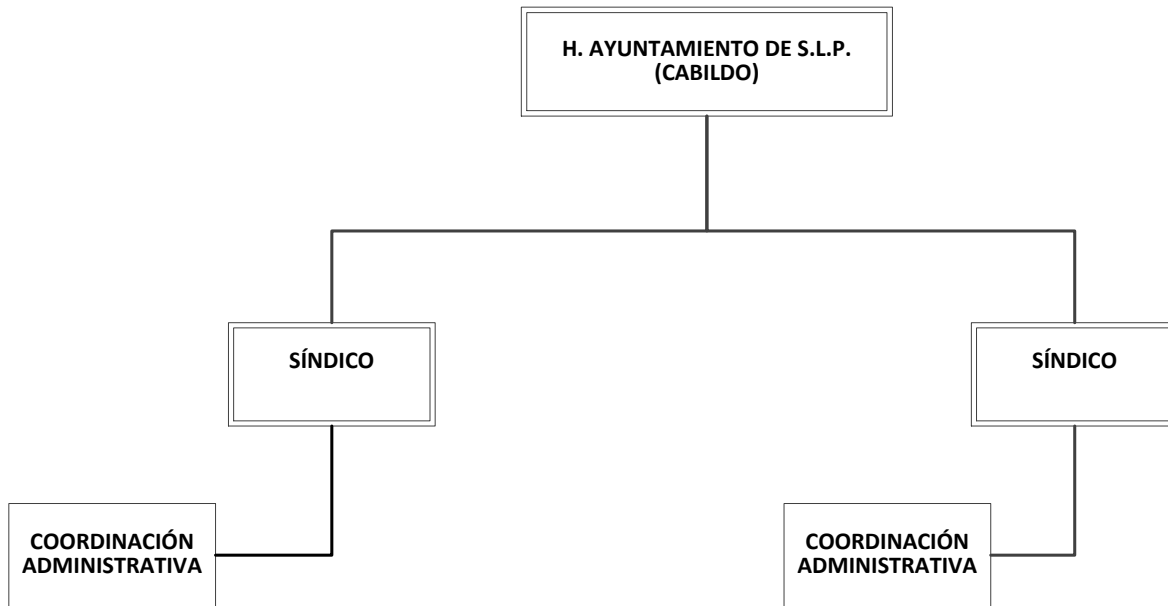 H. AYUNTAMIENTO DE S.L.P.
(CABILDO)
SÍNDICO
SÍNDICO
COORDINACIÓN
ADMINISTRATIVA
COORDINACIÓN
ADMINISTRATIVA